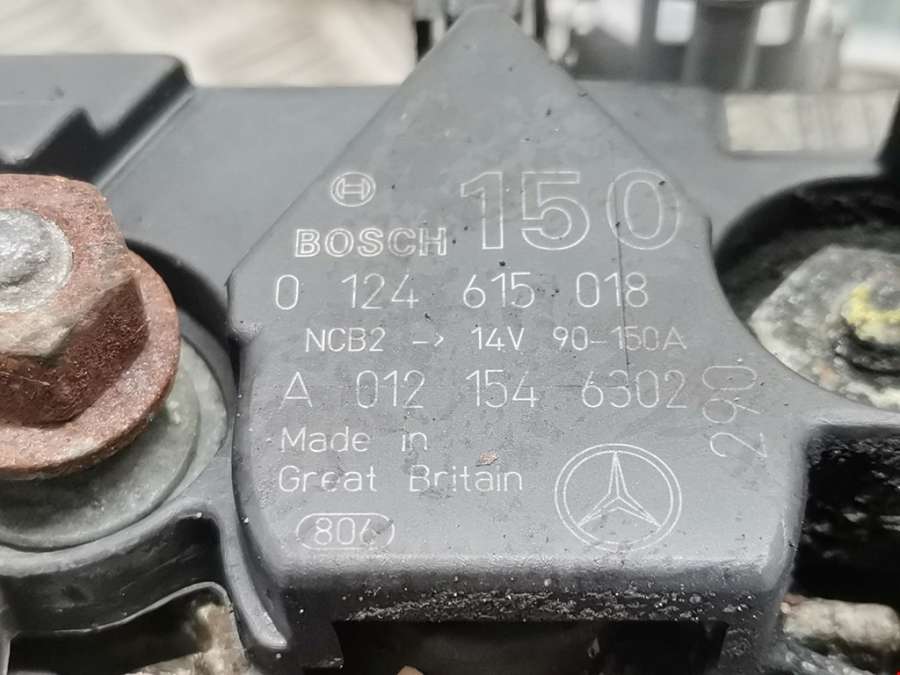 150
BOSCH
0 124 615 018
NCB2 -> 14V 90-150A
A 012 154 6302
290
Made in
Great Britain
806